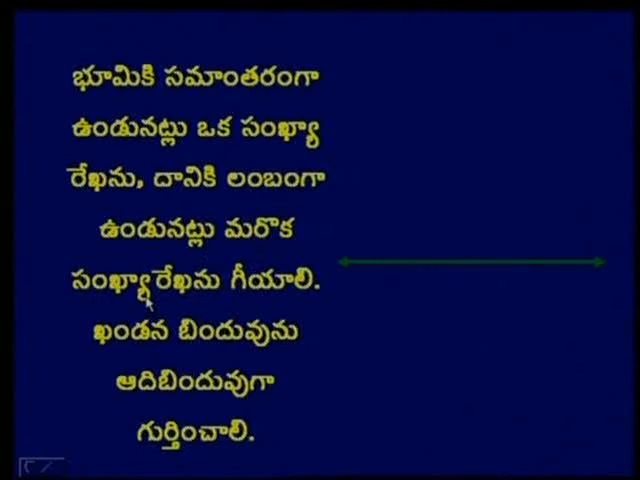 భూమికి సమాంతరంగా
ఉండునట్లు ఒక సంఖ్యా
రేఖను, దానికి లంబంగా
ఉండునట్లు మరొక
సంఖ్యారేఖను గీయాలి.
ఖండన బిందువును
ఆదిబిందువుగా
గుర్తించాలి.